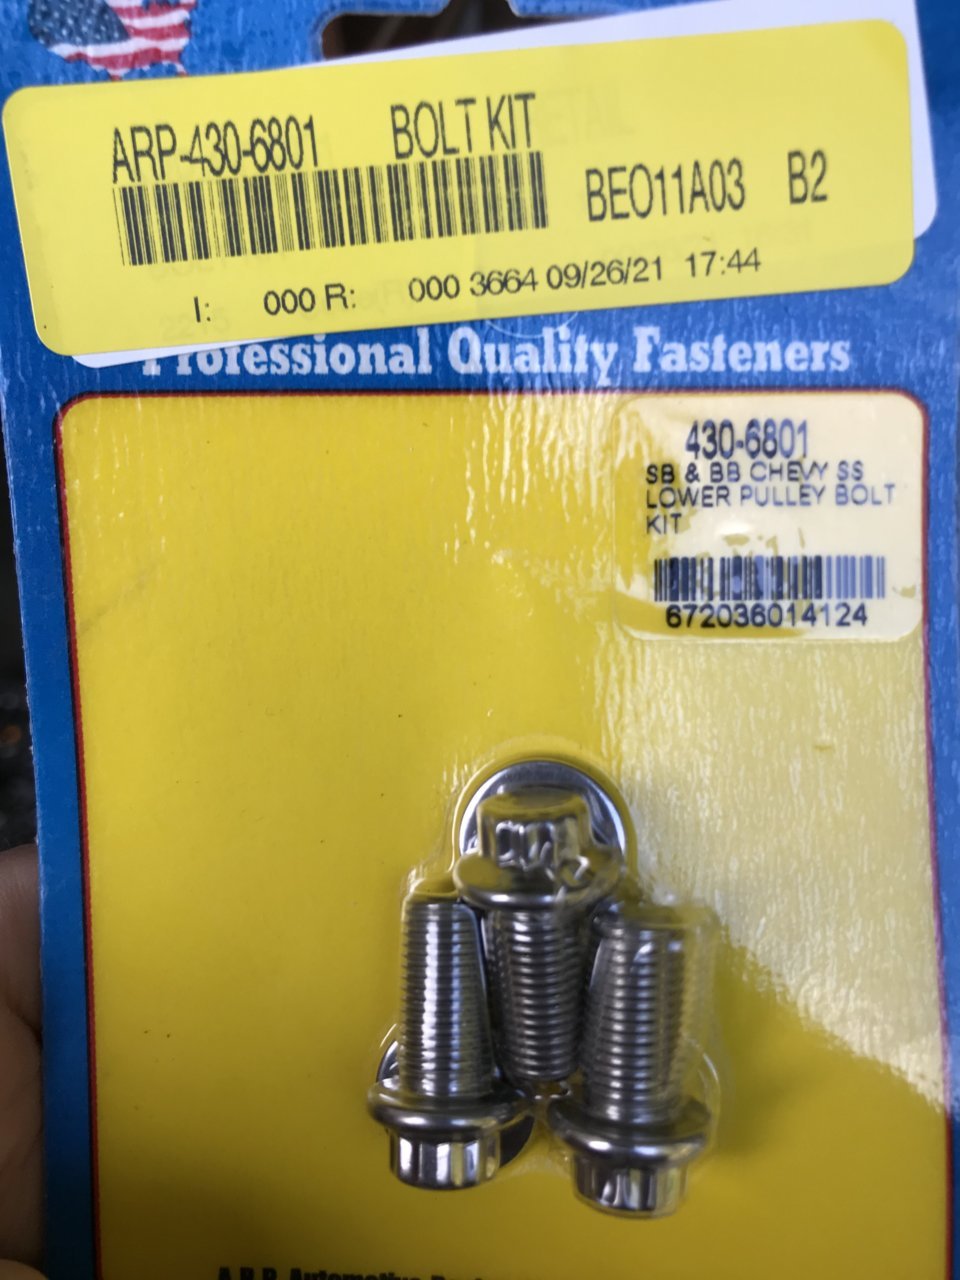 ARP-430-6801 BOLT KIT
BEO11A03 B2
I: 000 R: 000 3664 09/26/21 17:44
Professional Quality Fasteners
430-6801
SB & BB CHEVY SS
LOWER PULLEY BOLT
KIT
672036014124
A.R.P. Automotive